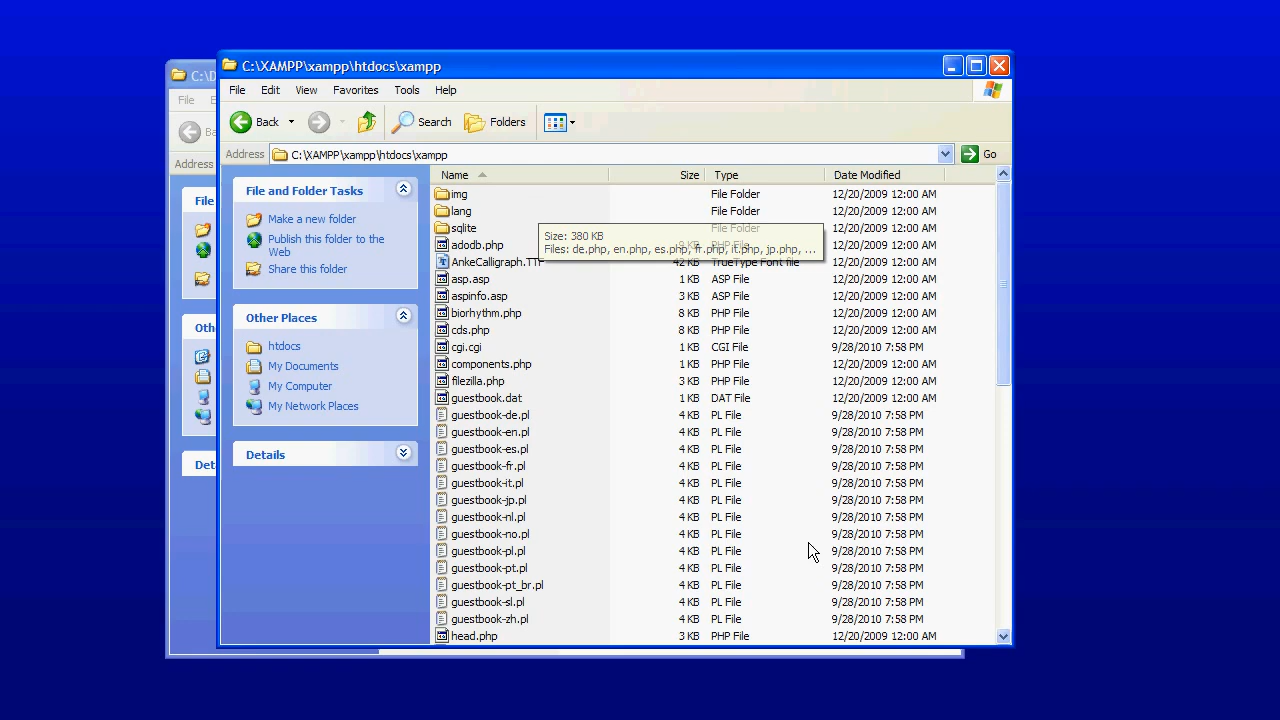 C:\XAMPP\xampp\htdocs\xampp
C:\D
File Edit View Favorites Tools Help
File E
Back Search Folders
Ba
Address C:\XAMPP\xampp\htdocs\xampp Go
Address
Name Size Type Date Modified
File and Folder Tasks
File
Make a new folder
Publish this folder to the
Web
Share this folder
Other Places
Oth
htdocs
My Documents
My Computer
My Network Places
Details
Det
img File Folder 12/20/2009 12:00 AM
lang File Folder 12/20/2009 12:00 AM
sqlite File Folder 12/20/2009 12:00 AM
Size: 380 KB
Files: de.php, en.php, es.php, fr.php, it.php, jp.php, ...
adodb.php PHP File 12/20/2009 12:00 AM
AnkeCalligraph.TTF 42 KB TrueType Font file 12/20/2009 12:00 AM
asp.asp 1 KB ASP File 12/20/2009 12:00 AM
aspinfo.asp 3 KB ASP File 12/20/2009 12:00 AM
biorhythm.php 8 KB PHP File 12/20/2009 12:00 AM
cds.php 8 KB PHP File 12/20/2009 12:00 AM
cgi.cgi 1 KB CGI File 9/28/2010 7:58 PM
components.php 1 KB PHP File 12/20/2009 12:00 AM
filezilla.php 3 KB PHP File 12/20/2009 12:00 AM
guestbook.dat 1 KB DAT File 12/20/2009 12:00 AM
guestbook-de.pl 4 KB PL File 9/28/2010 7:58 PM
guestbook-en.pl 4 KB PL File 9/28/2010 7:58 PM
guestbook-es.pl 4 KB PL File 9/28/2010 7:58 PM
guestbook-fr.pl 4 KB PL File 9/28/2010 7:58 PM
guestbook-it.pl 4 KB PL File 9/28/2010 7:58 PM
guestbook-jp.pl 4 KB PL File 9/28/2010 7:58 PM
guestbook-nl.pl 4 KB PL File 9/28/2010 7:58 PM
guestbook-no.pl 4 KB PL File 9/28/2010 7:58 PM
guestbook-pl.pl 4 KB PL File 9/28/2010 7:58 PM
guestbook-pt.pl 4 KB PL File 9/28/2010 7:58 PM
guestbook-pt_br.pl 4 KB PL File 9/28/2010 7:58 PM
guestbook-sl.pl 4 KB PL File 9/28/2010 7:58 PM
guestbook-zh.pl 4 KB PL File 9/28/2010 7:58 PM
head.php 3 KB PHP File 12/20/2009 12:00 AM